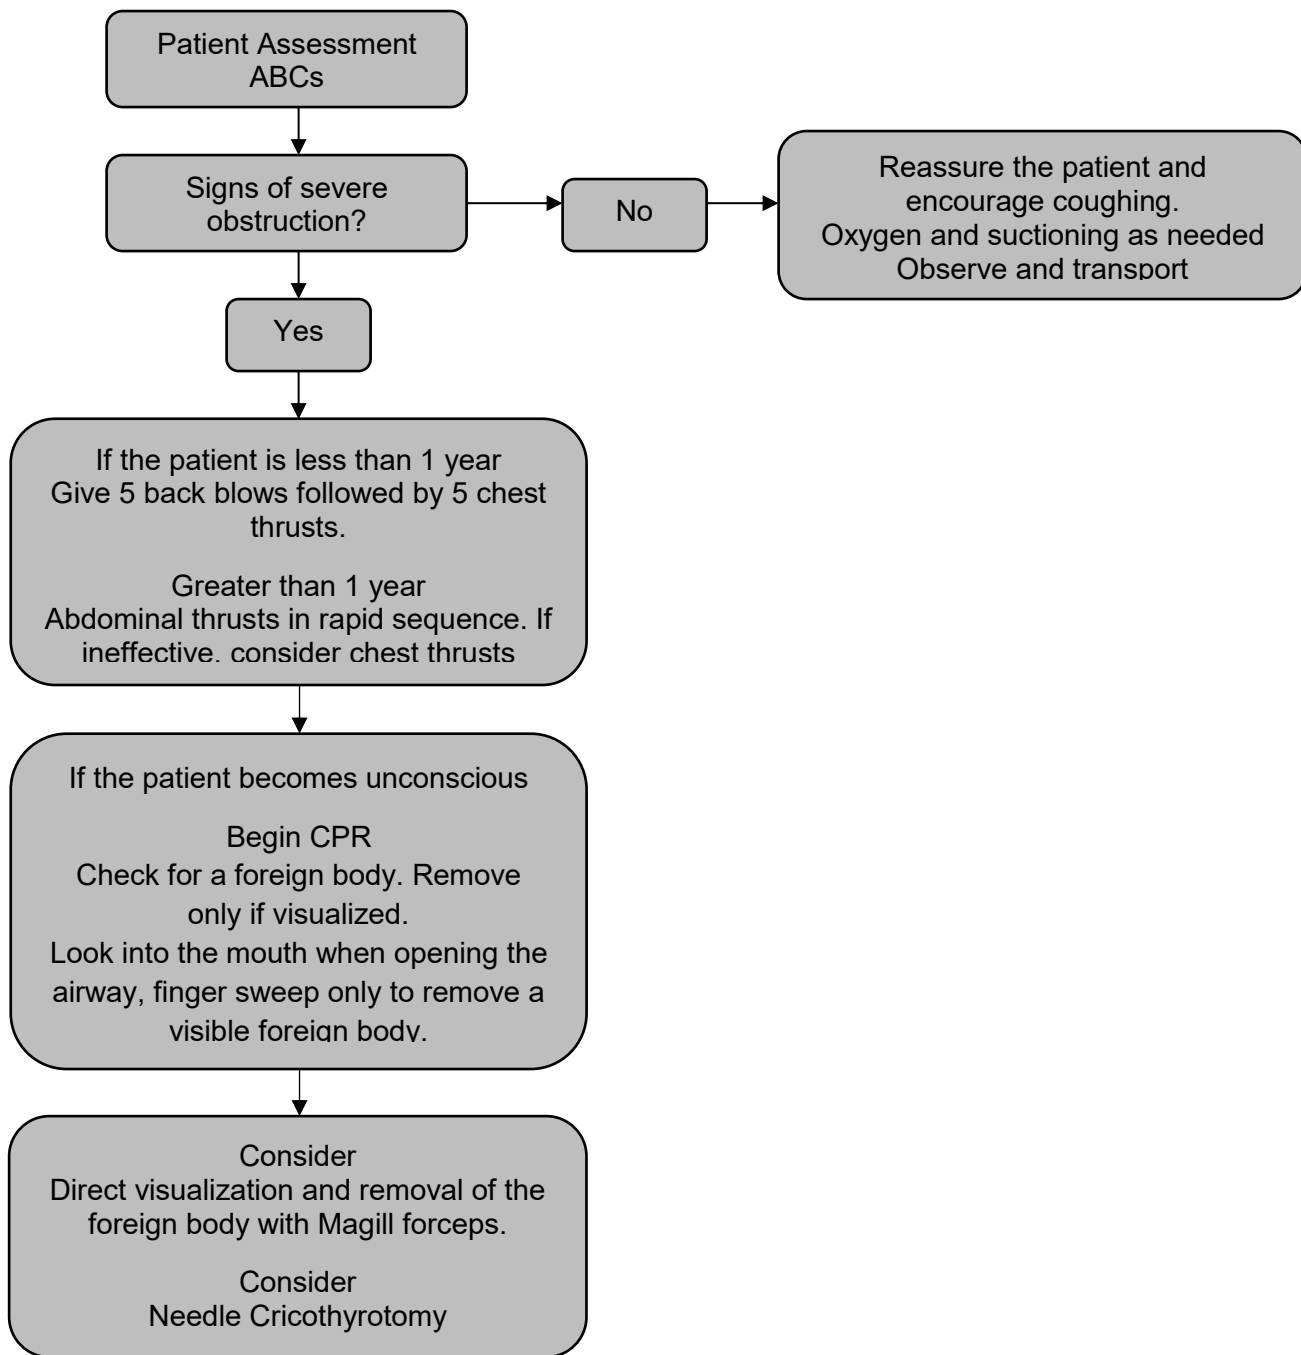 Patient Assessment
ABCs
Signs of severe
obstruction?
No
Reassure the patient and
encourage coughing.
Oxygen and suctioning as needed
Observe and transport
Yes
If the patient is less than 1 year
Give 5 back blows followed by 5 chest
thrusts.
Greater than 1 year
Abdominal thrusts in rapid sequence. If
ineffective, consider chest thrusts
If the patient becomes unconscious
Begin CPR
Check for a foreign body. Remove
only if visualized.
Look into the mouth when opening the
airway, finger sweep only to remove a
visible foreign body.
Consider
Direct visualization and removal of the
foreign body with Magill forceps.
Consider
Needle Cricothyrotomy